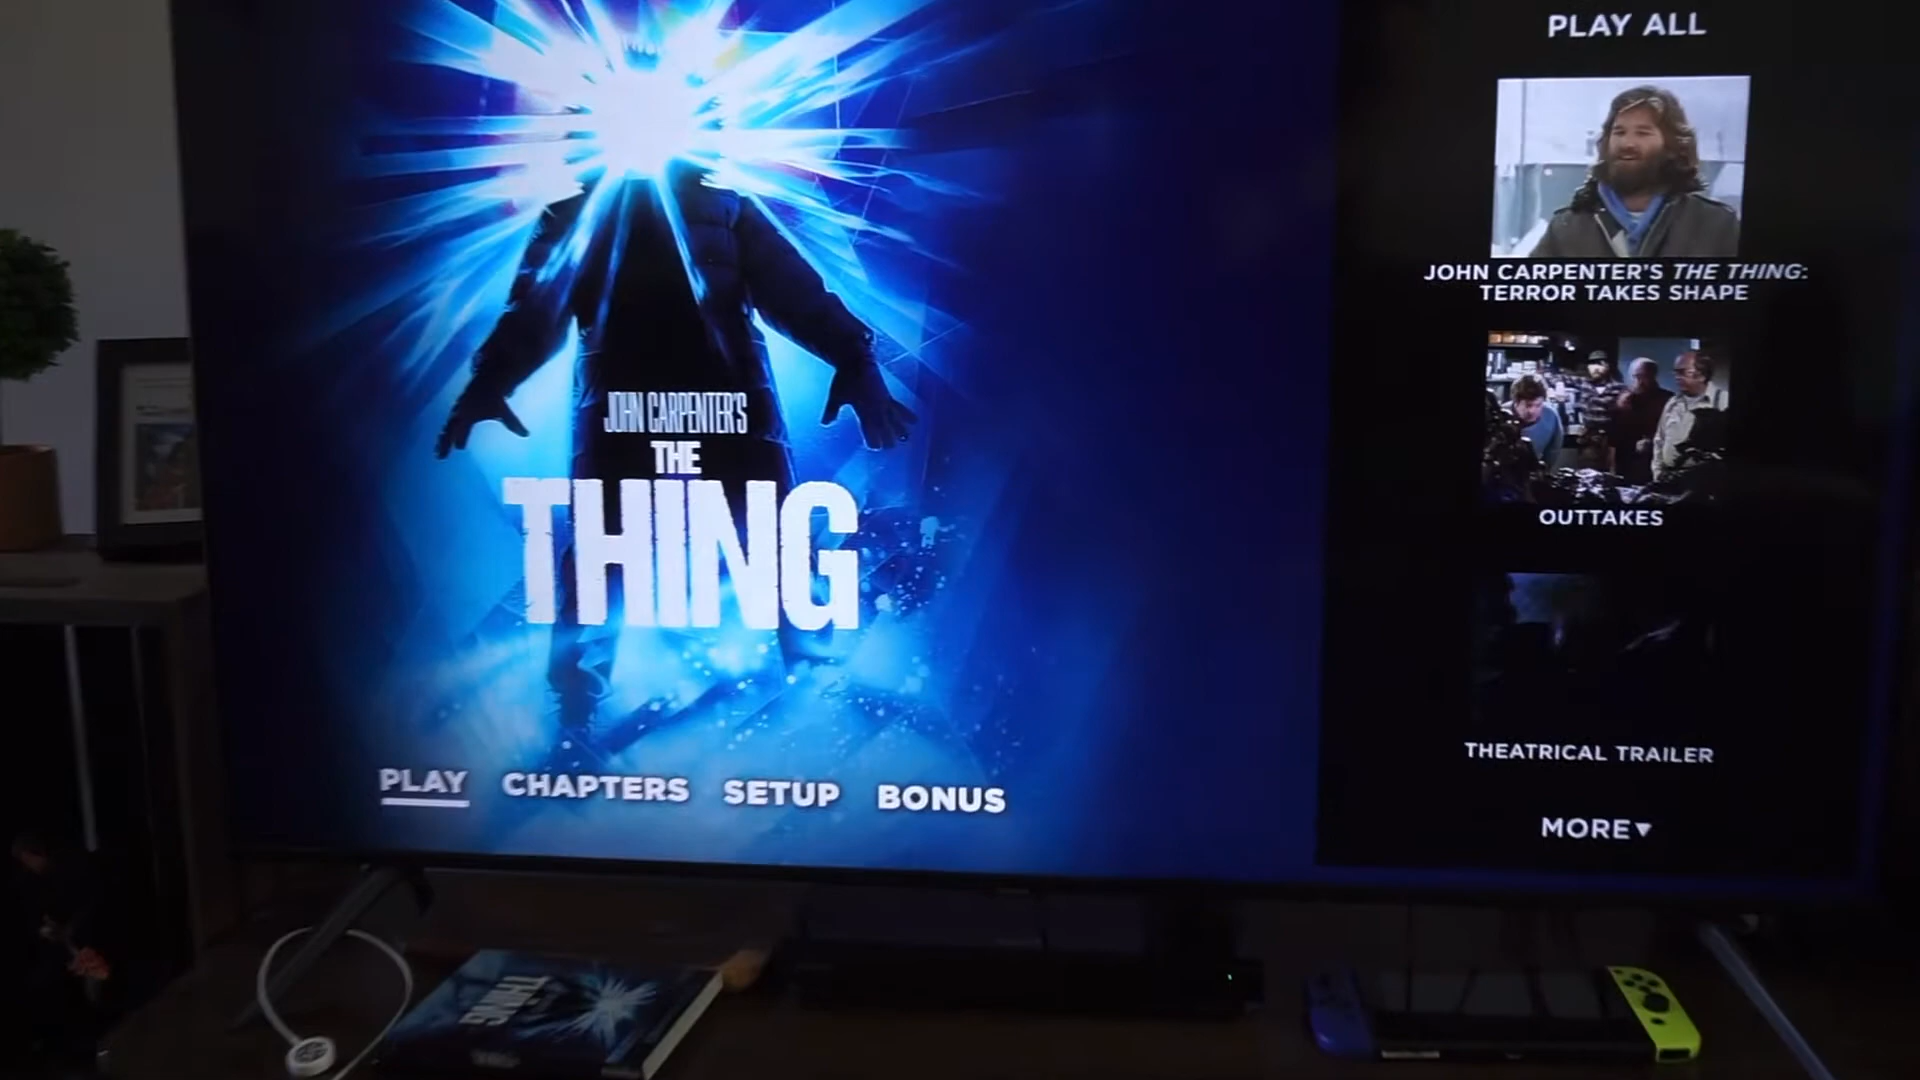 PLAY ALL
JOHN CARPENTER'S THE THING:
TERROR TAKES SHAPE
OUTTAKES
THEATRICAL TRAILER
MORE
JOHN CARPENTER'S
THE
THING
PLAY CHAPTERS SETUP BONUS
THE
THING